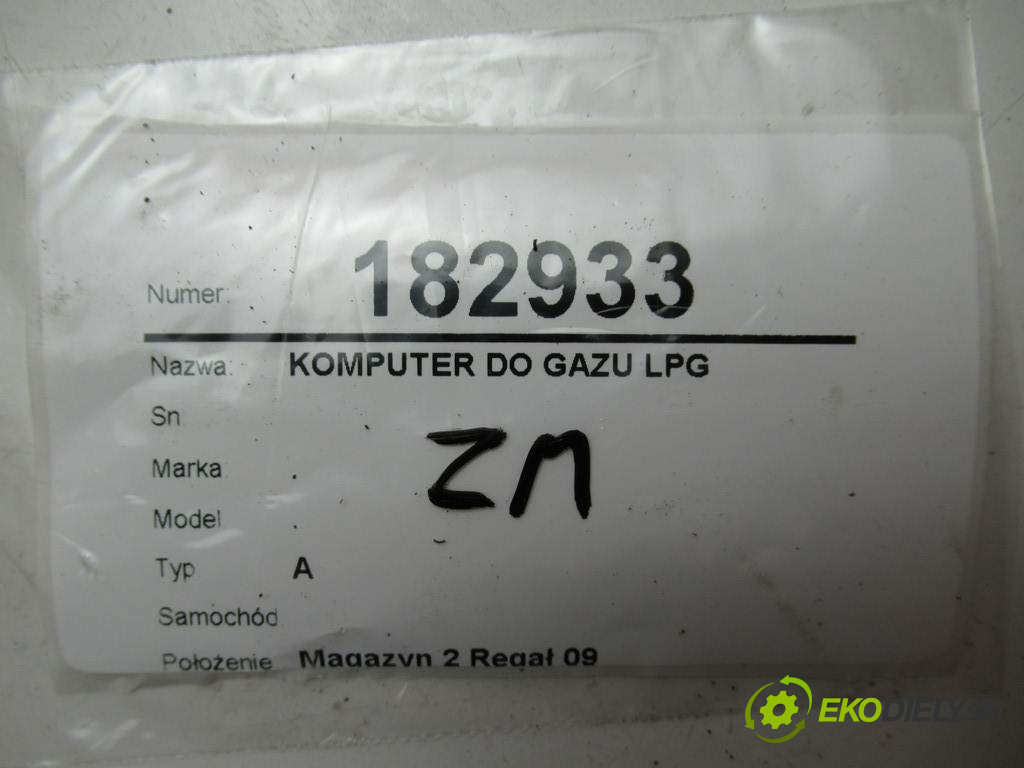 Numer: 182933
Nazwa: KOMPUTER DO GAZU LPG
Sn
ZM
Marka .
Model .
Typ A
Samochód
Położenie Magazyn 2 Regał 09
EKODIELY